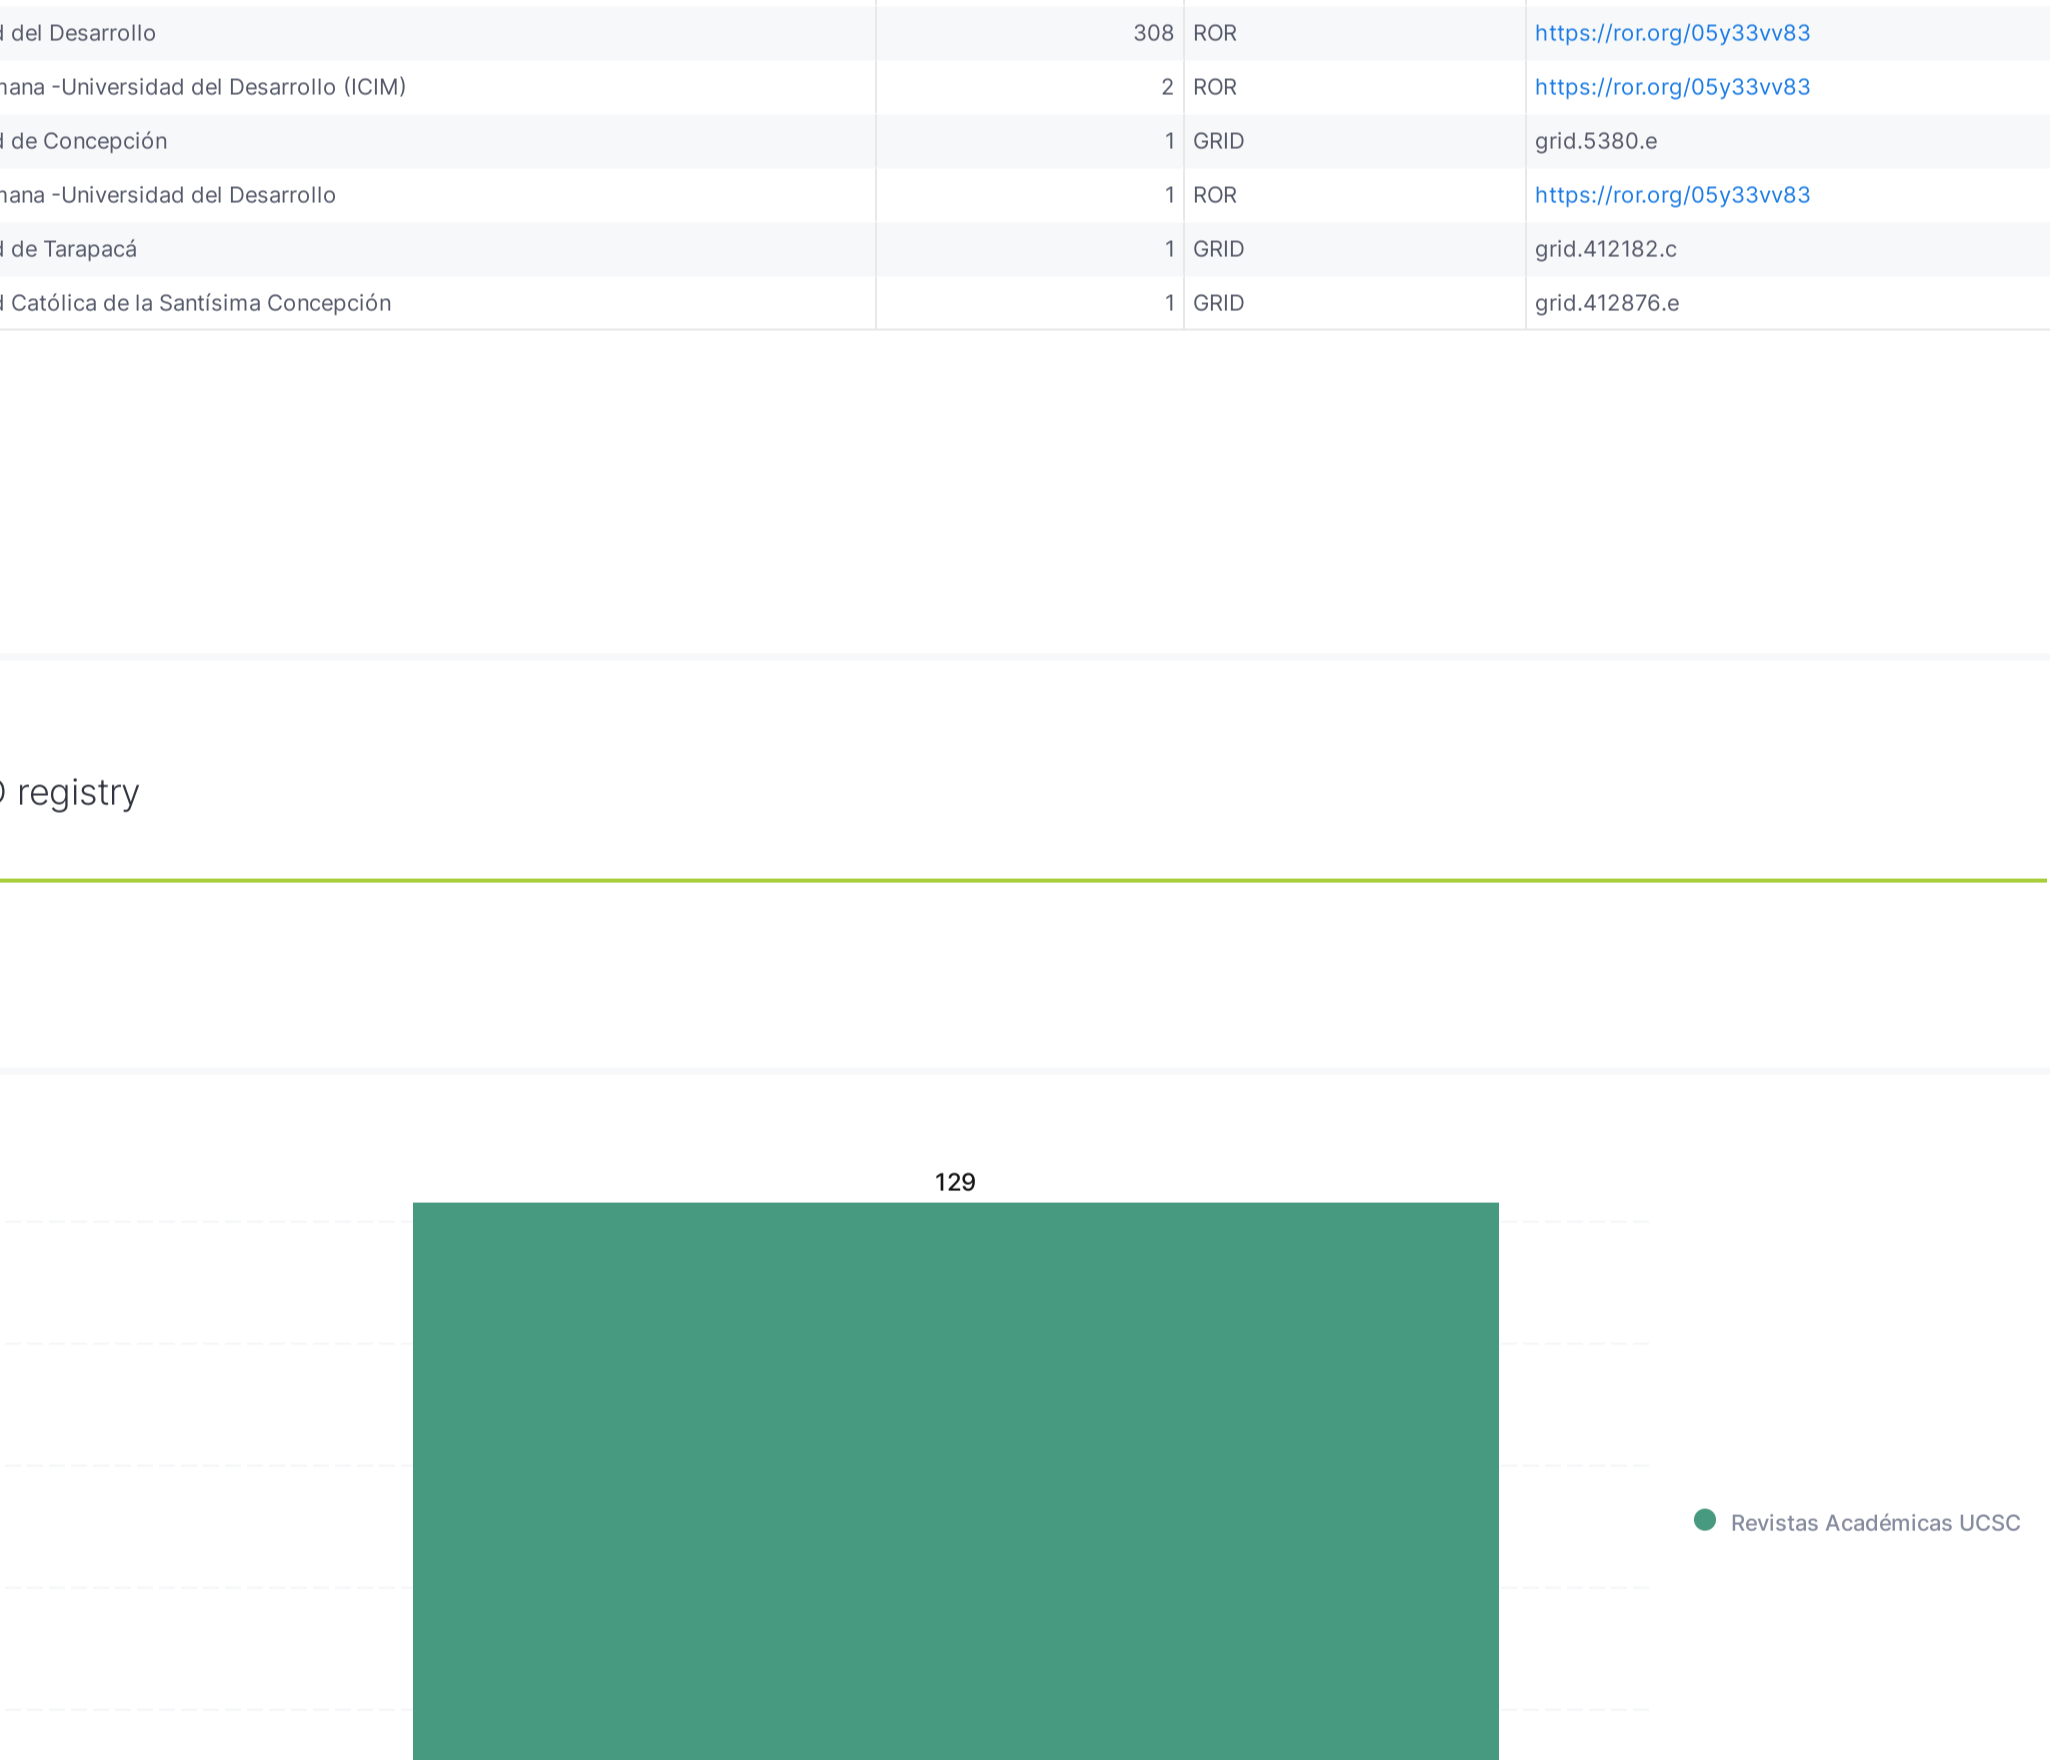 del Desarrollo 308 ROR https://ror.org/05y33vv83
-Universidad del Desarrollo (ICIM) 2 ROR https://ror.org/05y33vv83
de Concepción 1 GRID grid.5380.e
-Universidad del Desarrollo 1 ROR https://ror.org/05y33vv83
de Tarapacá 1 GRID grid.412182.c
Católica de la Santísima Concepción 1 GRID grid.412876.e
registry
129
Revistas Académicas UCSC